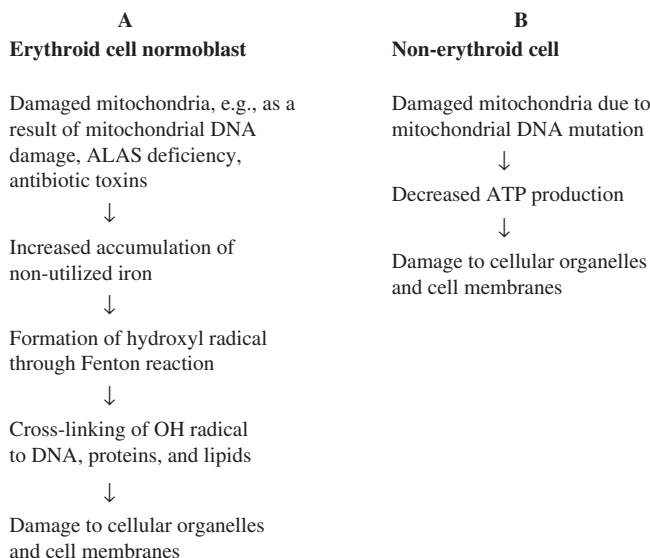 A
Erythroid cell normoblast
Damaged mitochondria, e.g., as a
result of mitochondrial DNA
damage, ALAS deficiency,
antibiotic toxins
↓
Increased accumulation of
non-utilized iron
↓
Formation of hydroxyl radical
through Fenton reaction
↓
Cross-linking of OH radical
to DNA, proteins, and lipids
↓
Damage to cellular organelles
and cell membranes
B
Non-erythroid cell
Damaged mitochondria due to
mitochondrial DNA mutation
↓
Decreased ATP production
↓
Damage to cellular organelles
and cell membranes